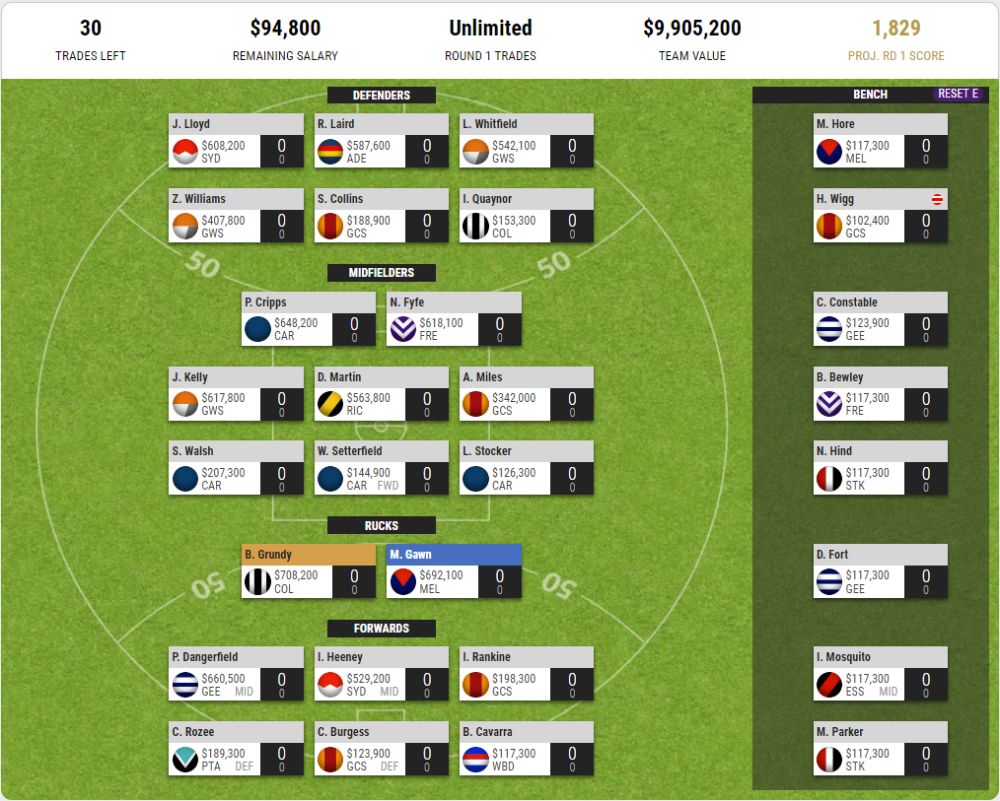 30 $94,800 Unlimited $9,905,200 1,829
TRADES LEFT REMAINING SALARY ROUND 1 TRADES TEAM VALUE PROJ. RD 1 SCORE
DEFENDERS BENCH RESET E
J. Lloyd R. Laird L. Whitfield M. Hore
$608,200 0 $587,600 0 $542,100 0 $117,300 0
SYD 0 ADE 0 GWS 0 MEL 0
Z. Williams S. Collins I. Quaynor H. Wigg
$407,800 0 $188,900 0 $153,300 0 $102,400 0
GWS 0 GCS 0 COL 0 GCS 0
50 50
MIDFIELDERS
P. Cripps N. Fyfe C. Constable
$648,200 0 $618,100 0 $123,900 0
CAR 0 FRE 0 GEE 0
J. Kelly D. Martin A. Miles B. Bewley
$617,800 0 $563,800 0 $342,000 0 $117,300 0
GWS 0 RIC 0 GCS 0 FRE 0
S. Walsh W. Setterfield L. Stocker N. Hind
$207,300 0 $144,900 0 $126,300 0 $117,300 0
CAR 0 CAR FWD 0 CAR 0 STK 0
RUCKS
B. Grundy M. Gawn D. Fort
$708,200 0 $692,100 0 $117,300 0
COL 0 MEL 0 GEE 0
50 50
FORWARDS
P. Dangerfield I. Heeney I. Rankine I. Mosquito
$660,500 0 $529,200 0 $198,300 0 $117,300 0
GEE MID 0 SYD MID 0 GCS 0 ESS MID 0
C. Rozee C. Burgess B. Cavarra M. Parker
$189,300 0 $123,900 0 $117,300 0 $117,300 0
PTA DEF 0 GCS DEF 0 WBD 0 STK 0